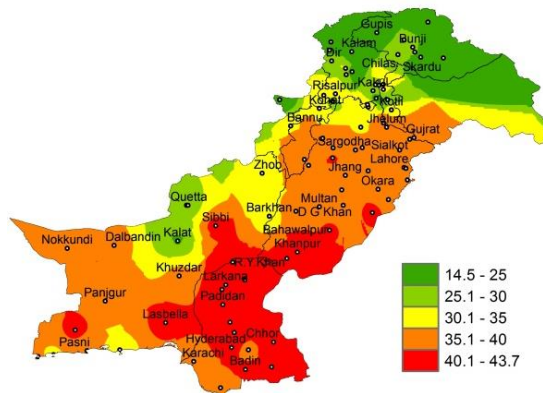 Gupis
Kalam
Bunji
Dir
Chilas
Skardu
Risalpur
Kakul
Kohat
Kotli
Bannu
Jhalum
Gujrat
Sargodha
Sialkot
Zhob
Jhang
Lahore
Okara
Quetta
Barkhan
Multan
D G Khan
Sibbi
Kalat
Bahawalpur
Nokkundi
Dalbandin
Khanpur
Khuzdar
R.Y.Khan
Larkana
Panjgur
Padidan
Lasbella
Pasni
Hyderabad
Chhor
Karachi
Badin
14.5 - 25
25.1 - 30
30.1 - 35
35.1 - 40
40.1 - 43.7